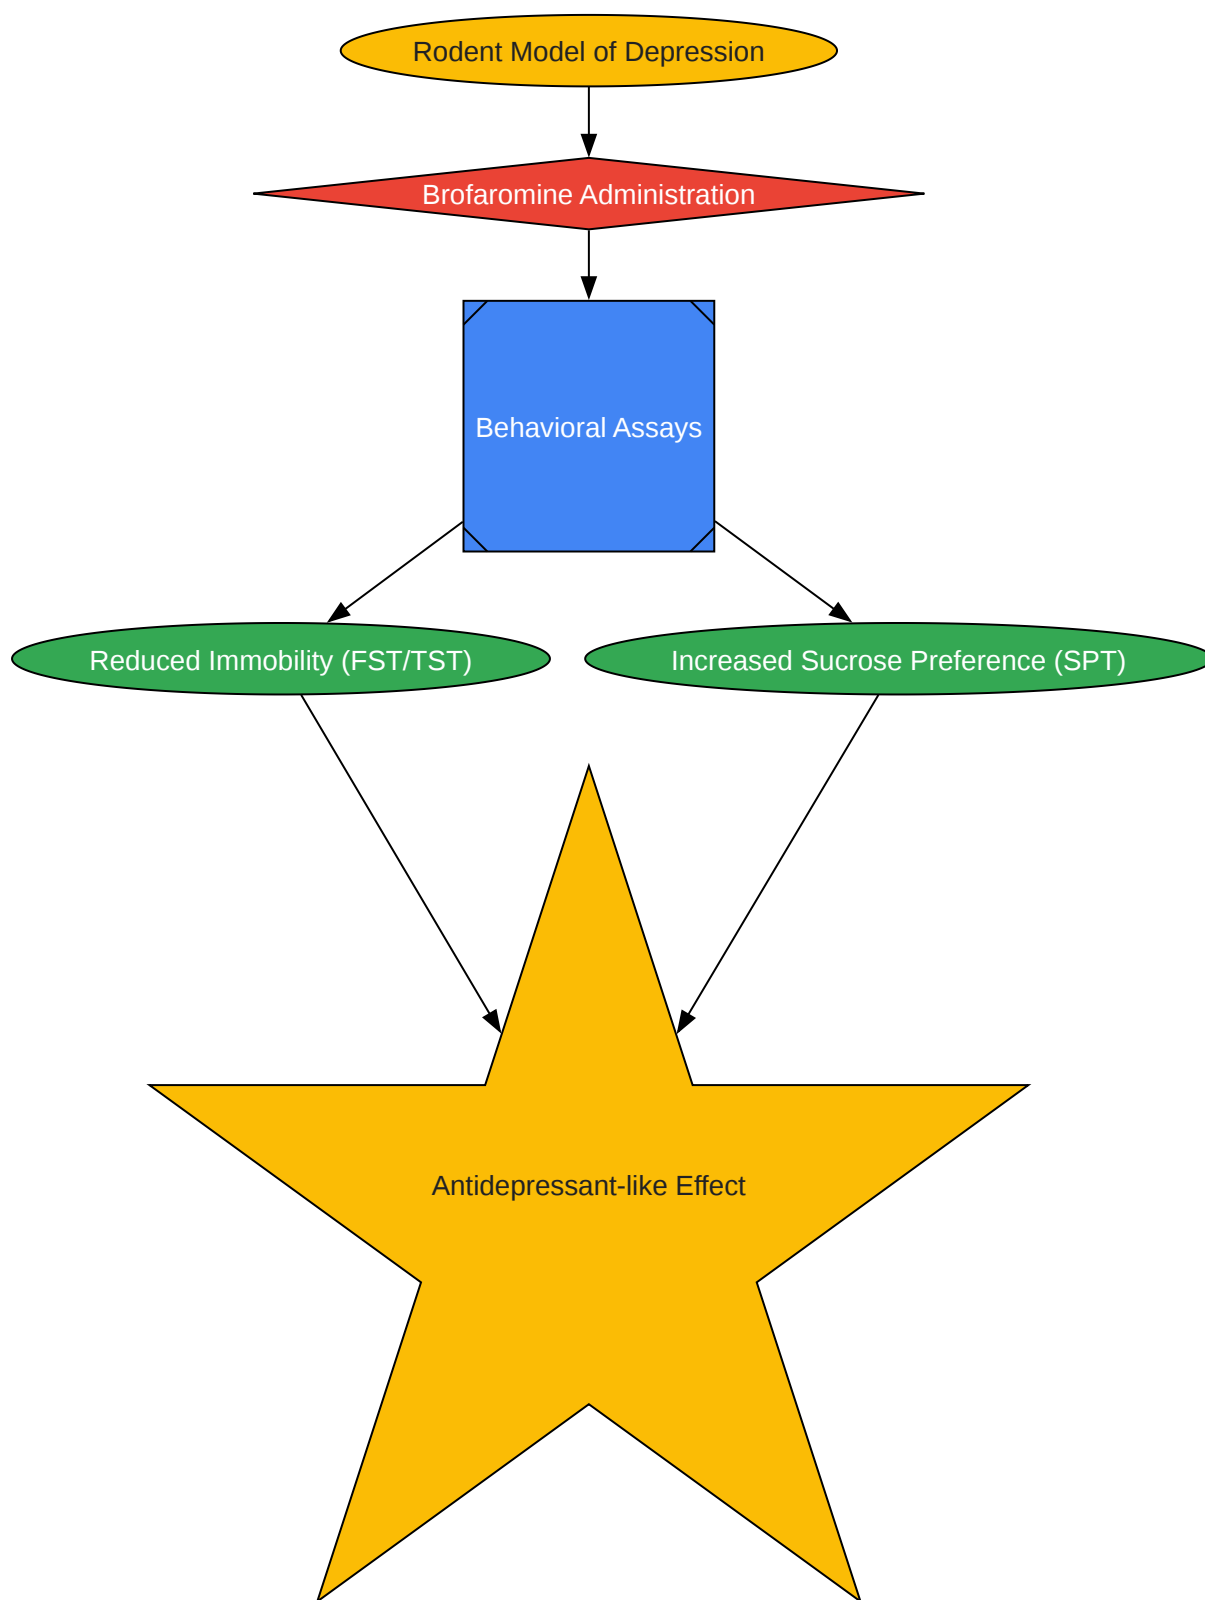 Rodent Model of Depression
Brofaromine Administration
Behavioral Assays
Reduced Immobility (FST/TST)
Increased Sucrose Preference (SPT)
Antidepressant-like Effect